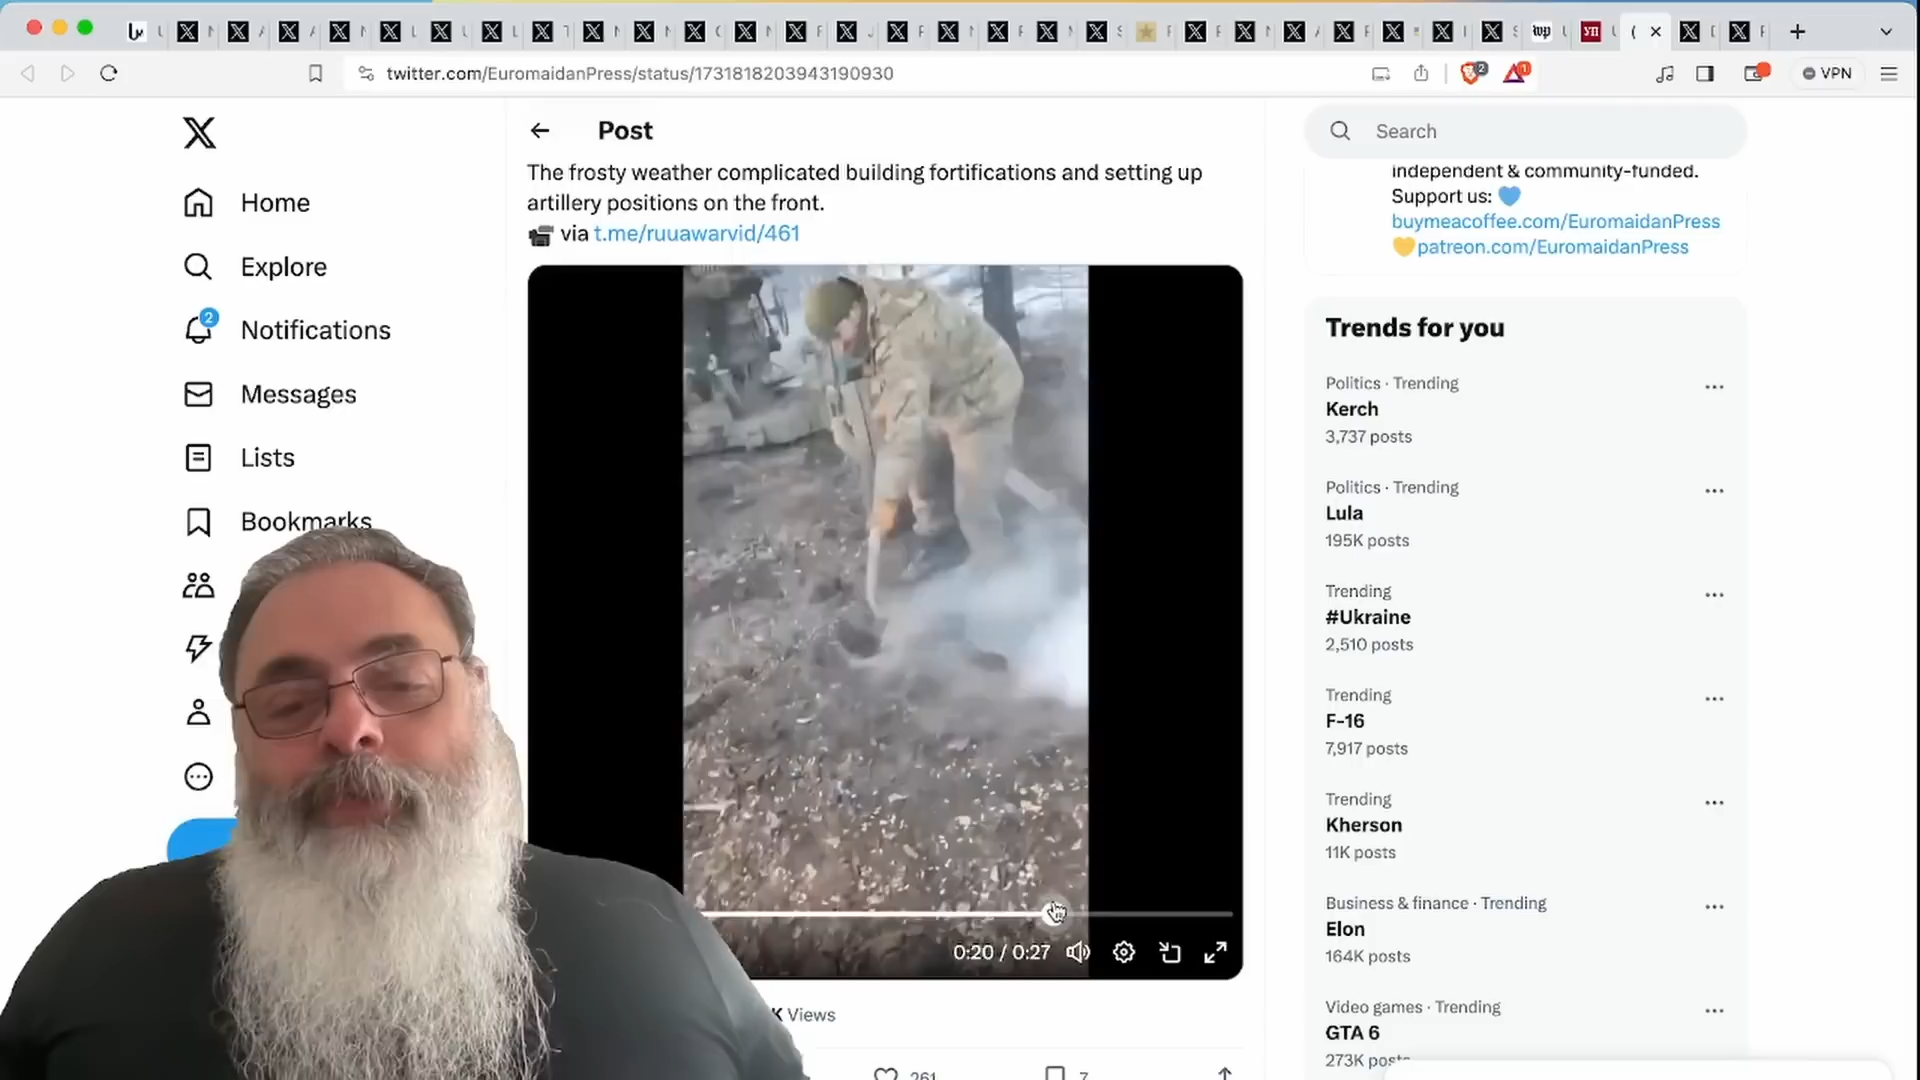 twitter.com/EuromaidanPress/status/1731818203943190930
VPN
Home
Explore
2
Notifications
Messages
Lists
Bookmarks
Post
The frosty weather complicated building fortifications and setting up
artillery positions on the front.
via t.me/ruuawarvid/461
0:20 / 0:27
K Views
261
7
Search
independent & community-funded.
Support us:
buymeacoffee.com/EuromaidanPress
patreon.com/EuromaidanPress
Trends for you
Politics · Trending
Kerch
3,737 posts
Politics · Trending
Lula
195K posts
Trending
#Ukraine
2,510 posts
Trending
F-16
7,917 posts
Trending
Kherson
11K posts
Business & finance · Trending
Elon
164K posts
Video games · Trending
GTA 6
273K posts